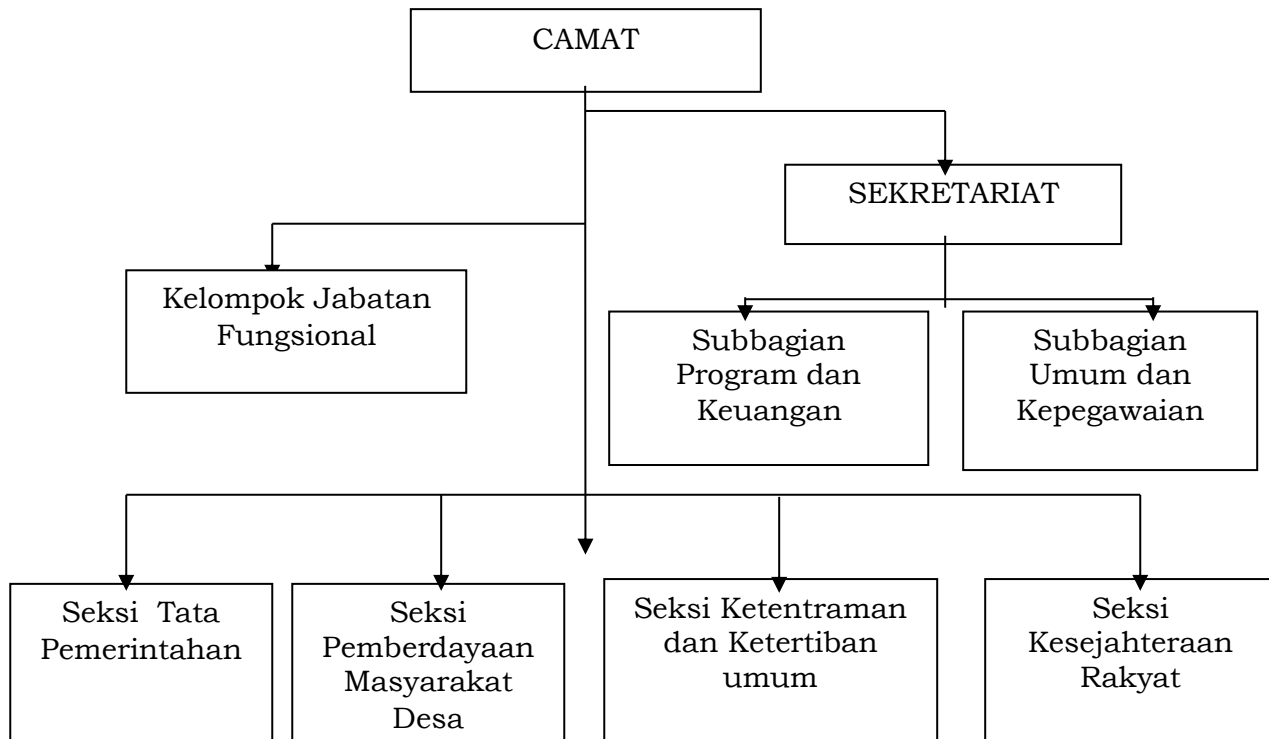 CAMAT
SEKRETARIAT
Kelompok Jabatan
Fungsional
Subbagian
Program dan
Keuangan
Subbagian
Umum dan
Kepegawaian
Seksi Tata
Pemerintahan
Seksi
Pemberdayaan
Masyarakat
Desa
Seksi Ketentraman
dan Ketertiban
umum
Seksi
Kesejahteraan
Rakyat